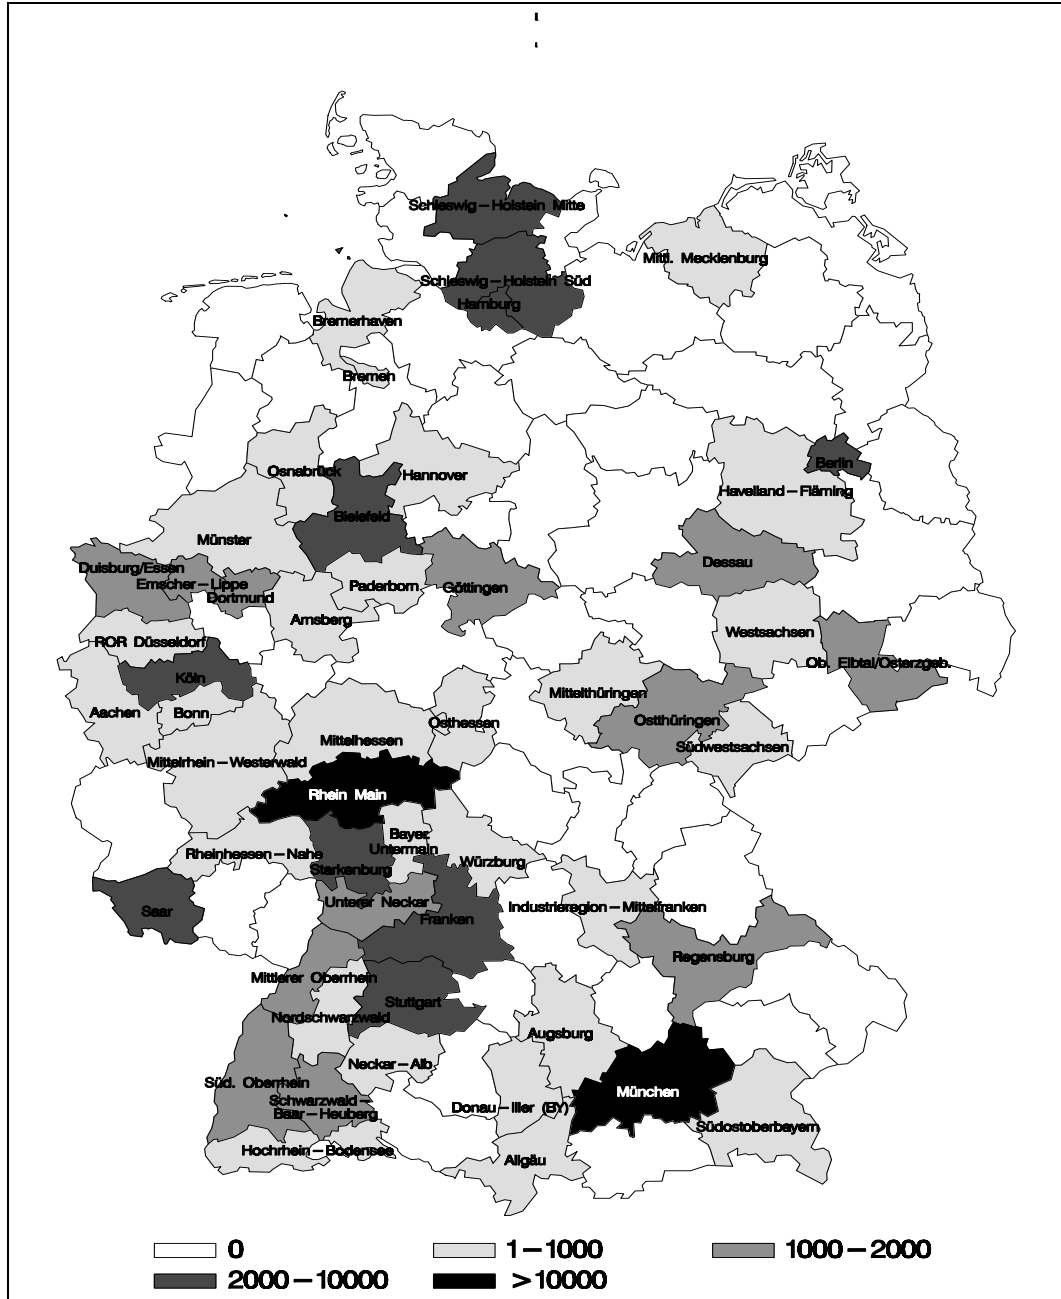 Schleswig-Holstein Mitte
Mittl. Mecklenburg
Schleswig-Holstein Süd
Hamburg
Bremerhaven
Bremen
Berlin
Osnabrück
Hannover
Havelland-Fläming
Bielefeld
Münster
Dessau
Duisburg/Essen
Emscher-Lippe
Paderborn
Göttingen
Dortmund
Arnsberg
Westsachsen
ROR Düsseldorf
Ob. Elbtal/Osterzgeb.
Köln
Mittelthüringen
Aachen
Bonn
Osthessen
Ostthüringen
Mittelhessen
Südwestsachsen
Mittelrhein-Westerwald
Rhein Main
Bayer.
Untermain
Rheinhessen-Nahe
Würzburg
Starkenburg
Unterer Neckar
Industrieregion-Mittelfranken
Saar
Franken
Regensburg
Mittlerer Oberrhein
Stuttgart
Nordschwarzwald
Augsburg
Neckar-Alb
Süd. Oberrhein
München
Schwarzwald-
Baar-Heuberg
Donau-Iller (BY)
Südostoberbayern
Hochrhein-Bodensee
Allgäu
0 1-1000 1000-2000
2000-10000 >10000